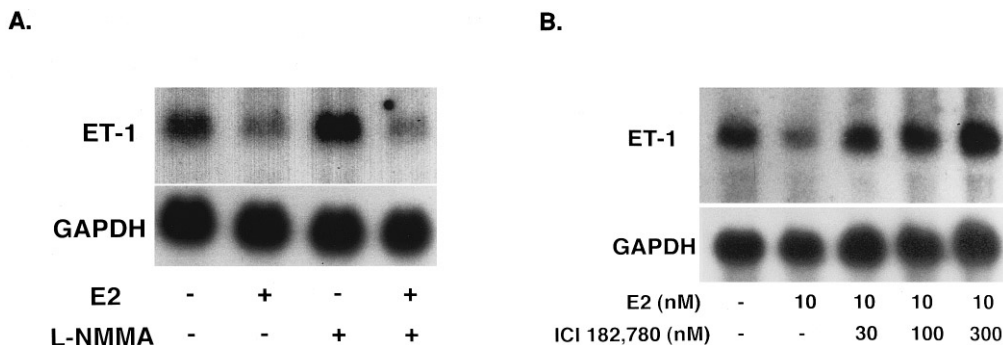 A.
ET-1
GAPDH
E2 - + - +
L-NMMA - - + +
B.
ET-1
GAPDH
E2 (nM) - 10 10 10 10
ICI 182,780 (nM) - - 30 100 300